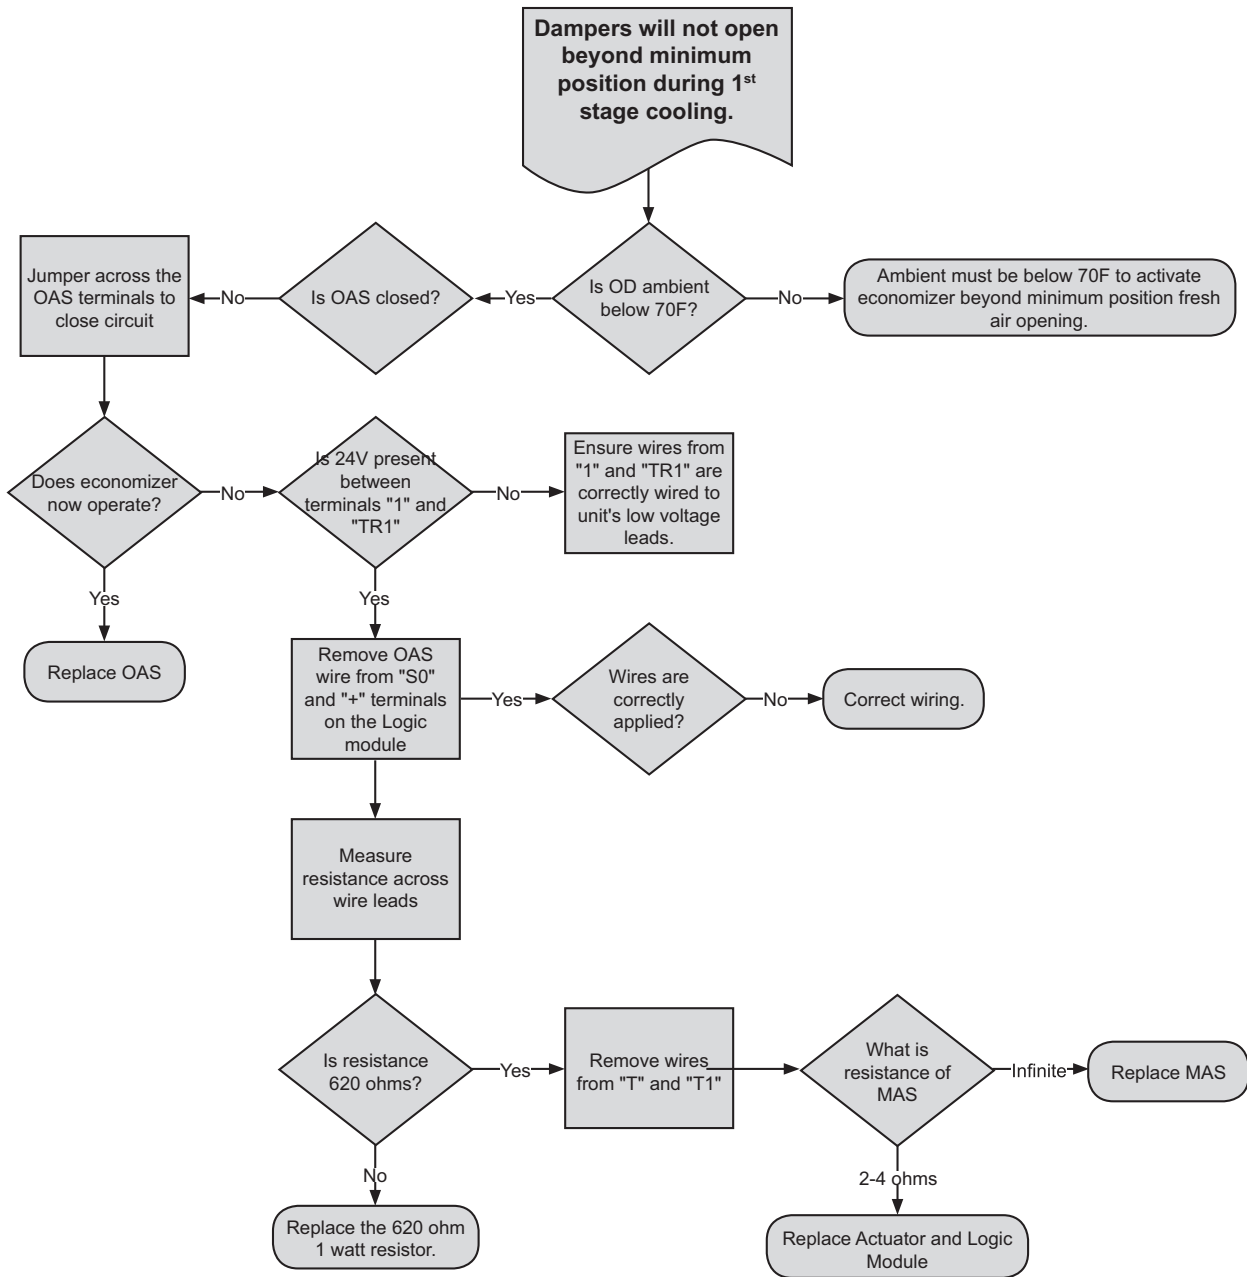 Dampers will not open
beyond minimum
position during 1st
stage cooling.
Jumper across the
OAS terminals to
close circuit
No
Is OAS closed?
Yes
Is OD ambient
below 70F?
No
Ambient must be below 70F to activate
economizer beyond minimum position fresh
air opening.
Does economizer
now operate?
No
Is 24V present
between
terminals "1" and
"TR1"
No
Ensure wires from
"1" and "TR1" are
correctly wired to
unit's low voltage
leads.
Yes
Yes
Replace OAS
Remove OAS
wire from "S0"
and "+" terminals
on the Logic
module
Yes
Wires are
correctly
applied?
No
Correct wiring.
Measure
resistance across
wire leads
Is resistance
620 ohms?
Yes
Remove wires
from "T" and "T1"
What is
resistance of
MAS
Infinite
Replace MAS
No
2-4 ohms
Replace the 620 ohm
1 watt resistor.
Replace Actuator and Logic
Module